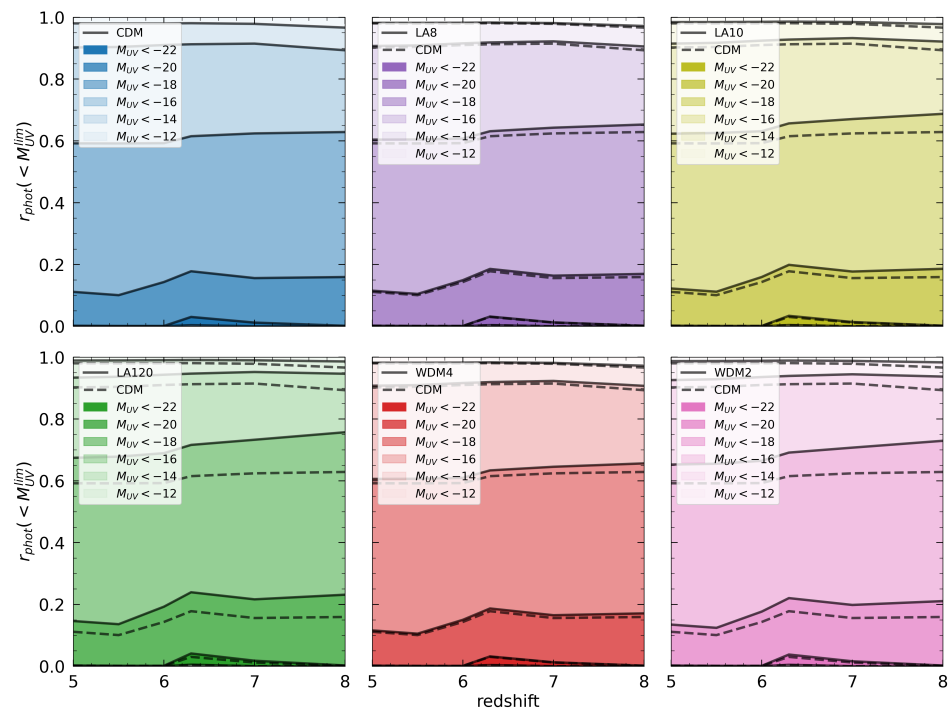 1.0
0.8
0.6
0.4
0.2
0.0
r_phot(< M_UV^lim)
CDM
M_UV < −22
M_UV < −20
M_UV < −18
M_UV < −16
M_UV < −14
M_UV < −12
LA8
CDM
M_UV < −22
M_UV < −20
M_UV < −18
M_UV < −16
M_UV < −14
M_UV < −12
LA10
CDM
M_UV < −22
M_UV < −20
M_UV < −18
M_UV < −16
M_UV < −14
M_UV < −12
1.0
0.8
0.6
0.4
0.2
0.0
r_phot(< M_UV^lim)
LA120
CDM
M_UV < −22
M_UV < −20
M_UV < −18
M_UV < −16
M_UV < −14
M_UV < −12
5 6 7 8
WDM4
CDM
M_UV < −22
M_UV < −20
M_UV < −18
M_UV < −16
M_UV < −14
M_UV < −12
5 6 7 8
WDM2
CDM
M_UV < −22
M_UV < −20
M_UV < −18
M_UV < −16
M_UV < −14
M_UV < −12
5 6 7 8
redshift